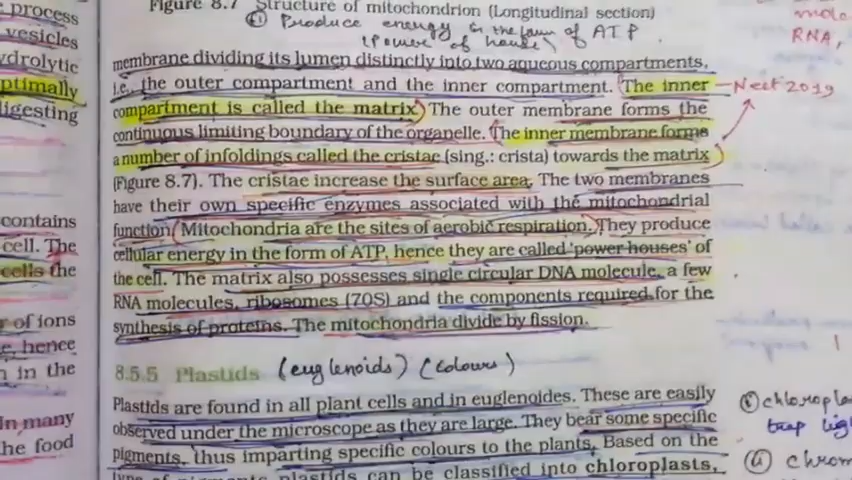 process
vesicles
ydrolytic
ptimally
igesting
contains
cell. The
cells the
r of ions
e, hence
n in the
In many
he food
Figure 8.7 Structure of mitochondrion (Longitudinal section)
Produce energy in the form of ATP
(Power of house)
membrane dividing its lumen distinctly into two aqueous compartments,
i.e., the outer compartment and the inner compartment. The inner
compartment is called the matrix. The outer membrane forms the
continuous limiting boundary of the organelle. The inner membrane forms
a number of infoldings called the cristae (sing.: crista) towards the matrix
(Figure 8.7). The cristae increase the surface area. The two membranes
have their own specific enzymes associated with the mitochondrial
function. Mitochondria are the sites of aerobic respiration. They produce
cellular energy in the form of ATP, hence they are called 'power houses' of
the cell. The matrix also possesses single circular DNA molecule, a few
RNA molecules, ribosomes (70S) and the components required for the
synthesis of proteins. The mitochondria divide by fission.
8.5.5 Plastids (euglenoids) (colours)
Plastids are found in all plant cells and in euglenoides. These are easily
observed under the microscope as they are large. They bear some specific
pigments, thus imparting specific colours to the plants. Based on the
type of pigments plastids can be classified into chloroplasts,
RNA,
Neet 2019
chloropla
trap lig
chrom